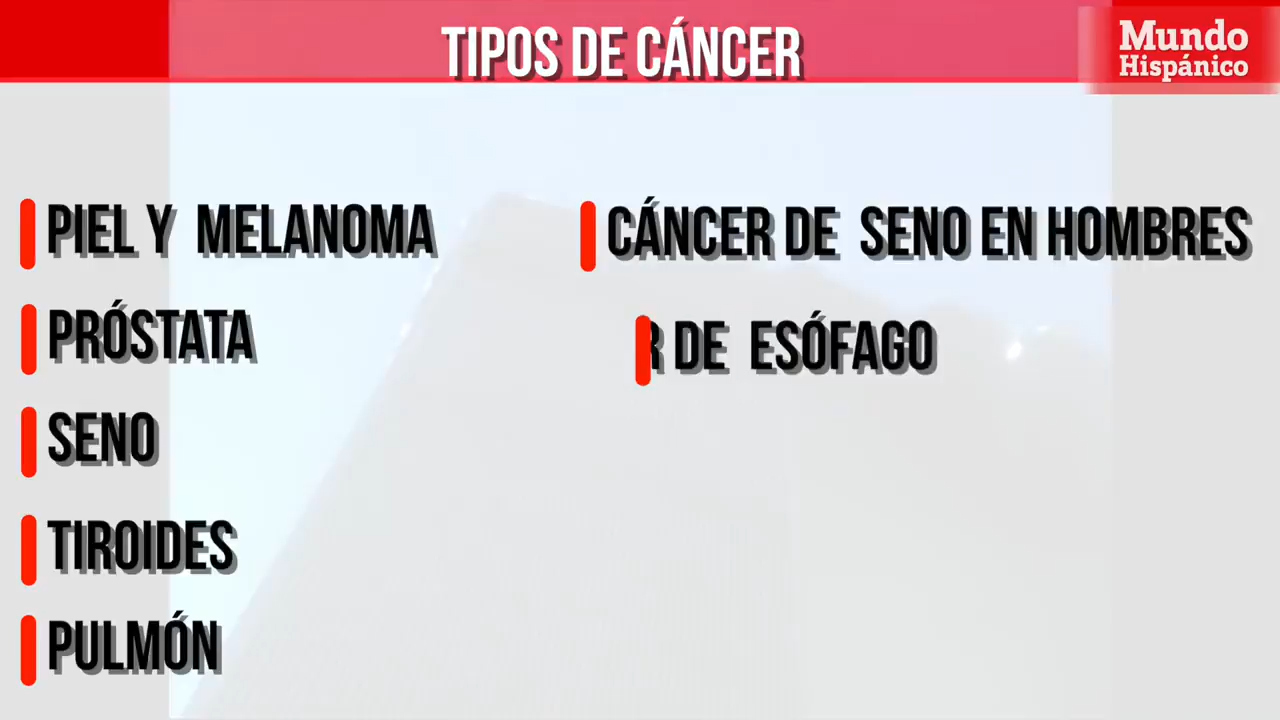 TIPOS DE CÁNCER
Mundo
Hispánico
PIEL Y MELANOMA
PRÓSTATA
SENO
TIROIDES
PULMÓN
CÁNCER DE SENO EN HOMBRES
R DE ESÓFAGO